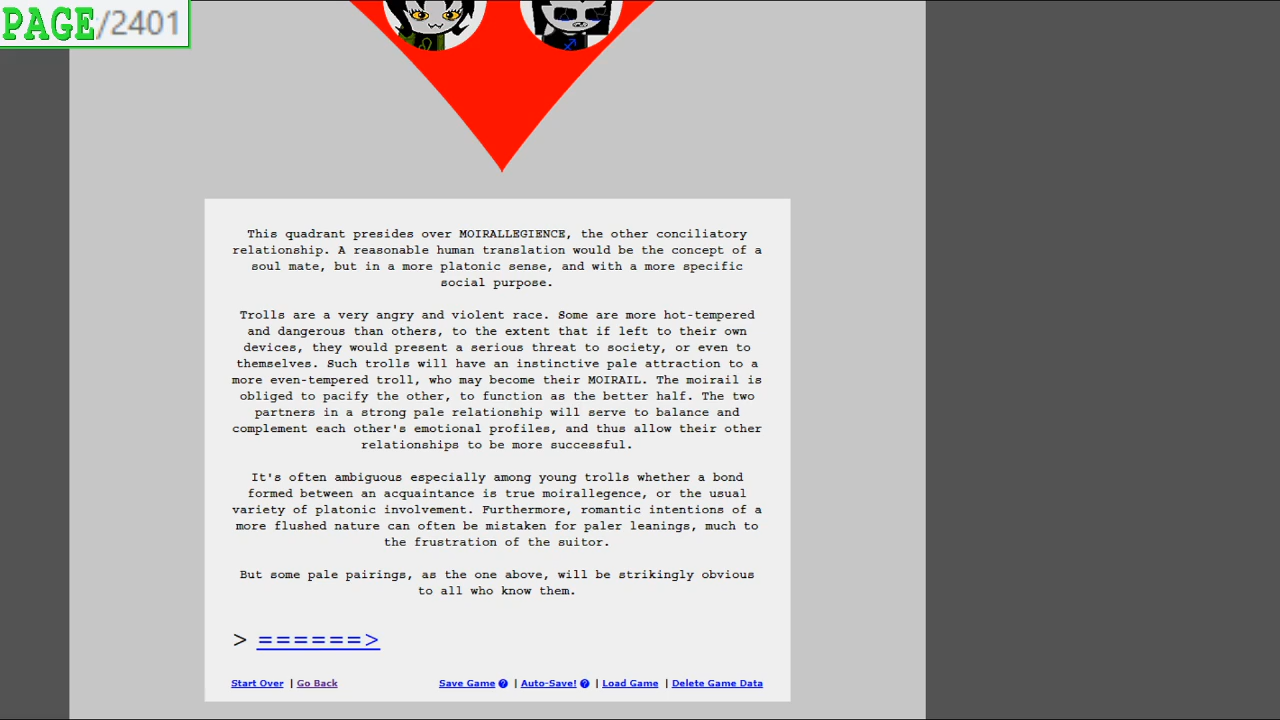 PAGE/2401
This quadrant presides over MOIRALLEGIENCE, the other conciliatory
relationship. A reasonable human translation would be the concept of a
soul mate, but in a more platonic sense, and with a more specific
social purpose.
Trolls are a very angry and violent race. Some are more hot-tempered
and dangerous than others, to the extent that if left to their own
devices, they would present a serious threat to society, or even to
themselves. Such trolls will have an instinctive pale attraction to a
more even-tempered troll, who may become their MOIRAIL. The moirail is
obliged to pacify the other, to function as the better half. The two
partners in a strong pale relationship will serve to balance and
complement each other's emotional profiles, and thus allow their other
relationships to be more successful.
It's often ambiguous especially among young trolls whether a bond
formed between an acquaintance is true moirallegence, or the usual
variety of platonic involvement. Furthermore, romantic intentions of a
more flushed nature can often be mistaken for paler leanings, much to
the frustration of the suitor.
But some pale pairings, as the one above, will be strikingly obvious
to all who know them.
> ======>
Start Over | Go Back Save Game ? | Auto-Save! ? | Load Game | Delete Game Data